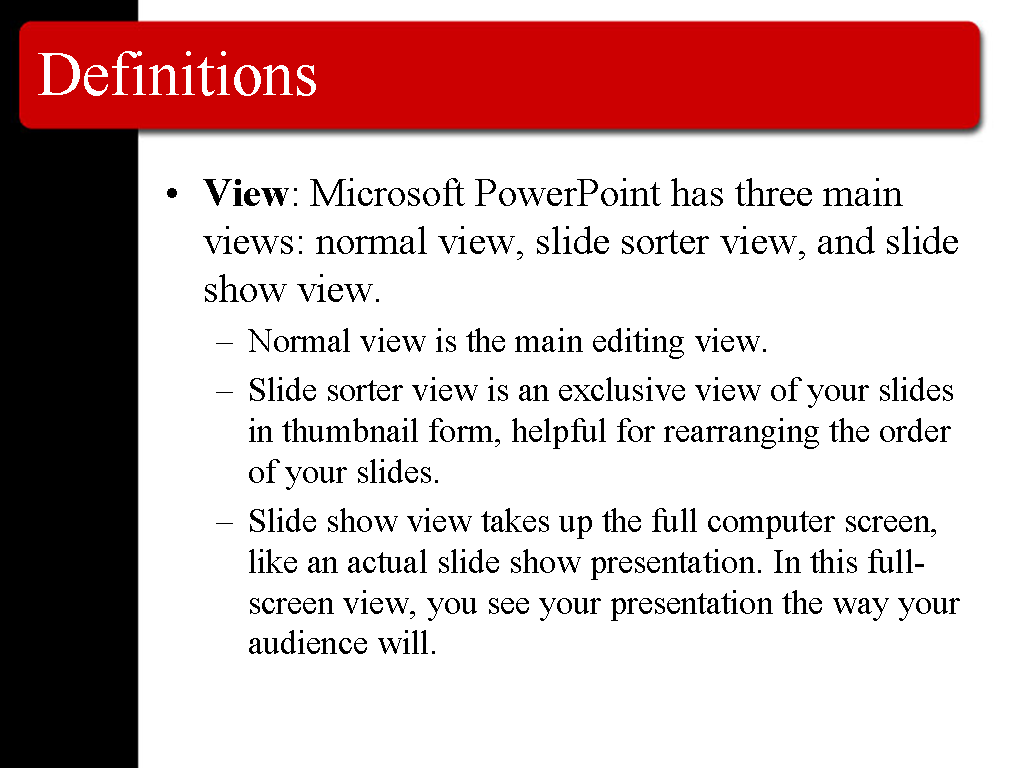 Definitions
• View: Microsoft PowerPoint has three main
views: normal view, slide sorter view, and slide
show view.
– Normal view is the main editing view.
– Slide sorter view is an exclusive view of your slides
in thumbnail form, helpful for rearranging the order
of your slides.
– Slide show view takes up the full computer screen,
like an actual slide show presentation. In this full-
screen view, you see your presentation the way your
audience will.